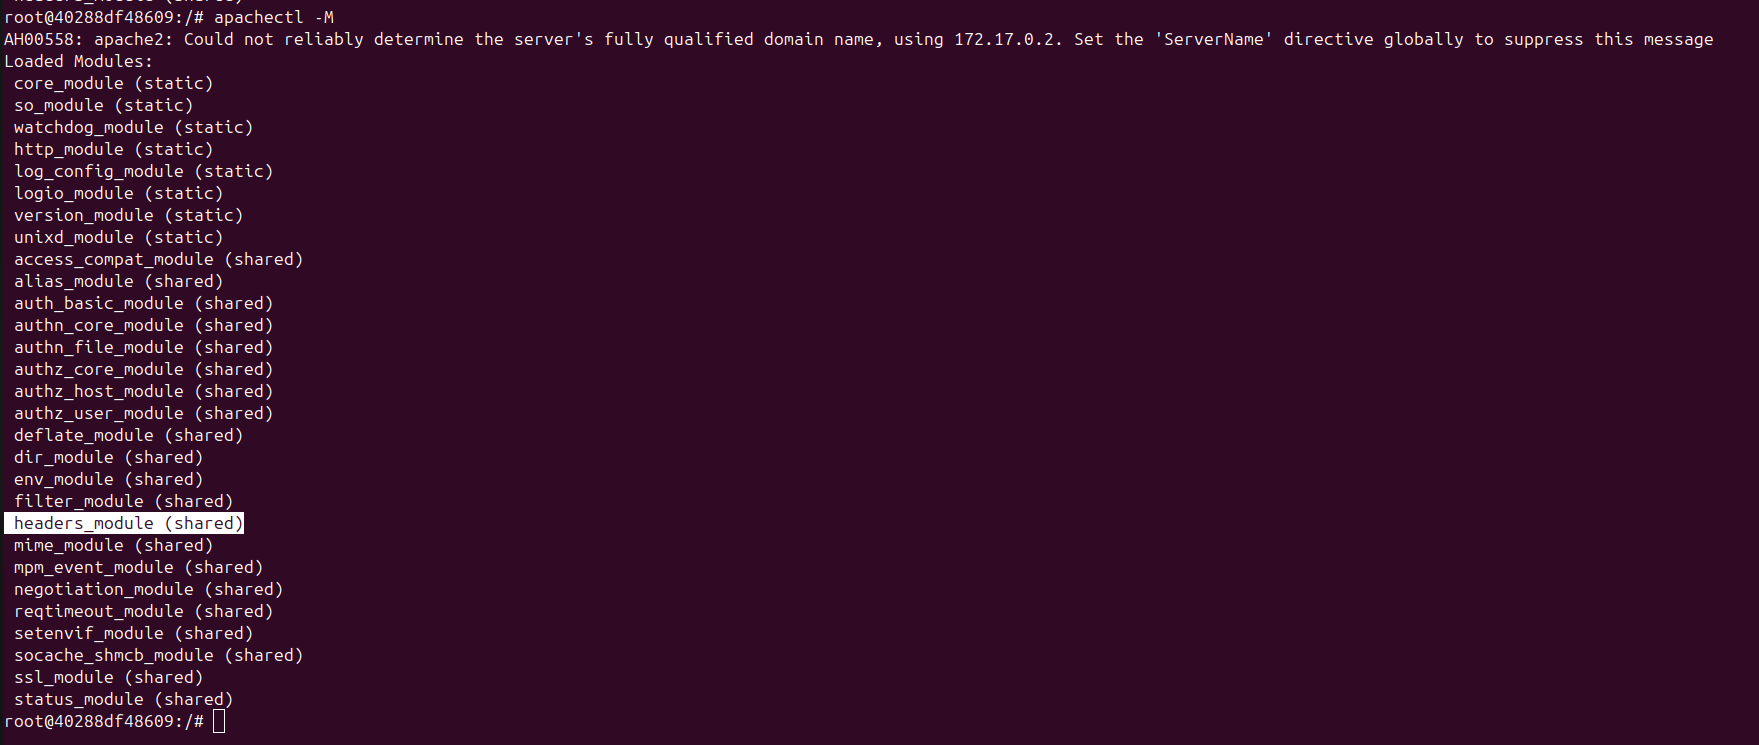 root@40288df48609:/# apachectl -M
AH00558: apache2: Could not reliably determine the server's fully qualified domain name, using 172.17.0.2. Set the 'ServerName' directive globally to suppress this message
Loaded Modules:
 core_module (static)
 so_module (static)
 watchdog_module (static)
 http_module (static)
 log_config_module (static)
 logio_module (static)
 version_module (static)
 unixd_module (static)
 access_compat_module (shared)
 alias_module (shared)
 auth_basic_module (shared)
 authn_core_module (shared)
 authn_file_module (shared)
 authz_core_module (shared)
 authz_host_module (shared)
 authz_user_module (shared)
 deflate_module (shared)
 dir_module (shared)
 env_module (shared)
 filter_module (shared)
 headers_module (shared)
 mime_module (shared)
 mpm_event_module (shared)
 negotiation_module (shared)
 reqtimeout_module (shared)
 setenvif_module (shared)
 socache_shmcb_module (shared)
 ssl_module (shared)
 status_module (shared)
root@40288df48609:/#